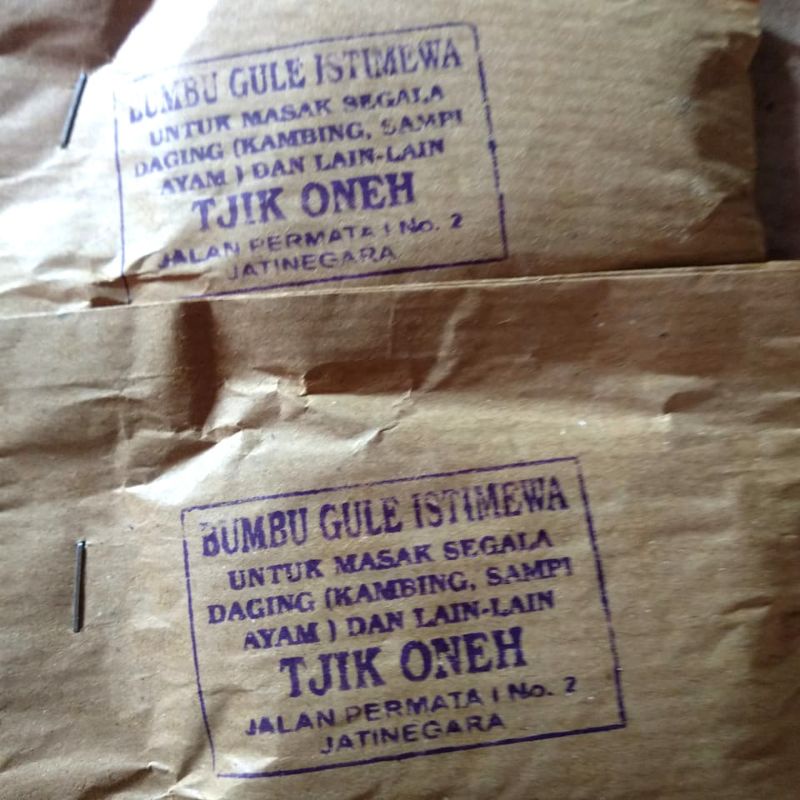 BUMBU GULE ISTIMEWA
UNTUK MASAK SEGALA
DAGING (KAMBING, SAMPI
AYAM ) DAN LAIN-LAIN
TJIK ONEH
JALAN PERMATA I No. 2
JATINEGARA
BUMBU GULE ISTIMEWA
UNTUK MASAK SEGALA
DAGING (KAMBING, SAMPI
AYAM ) DAN LAIN-LAIN
TJIK ONEH
JALAN PERMATA I No. 2
JATINEGARA